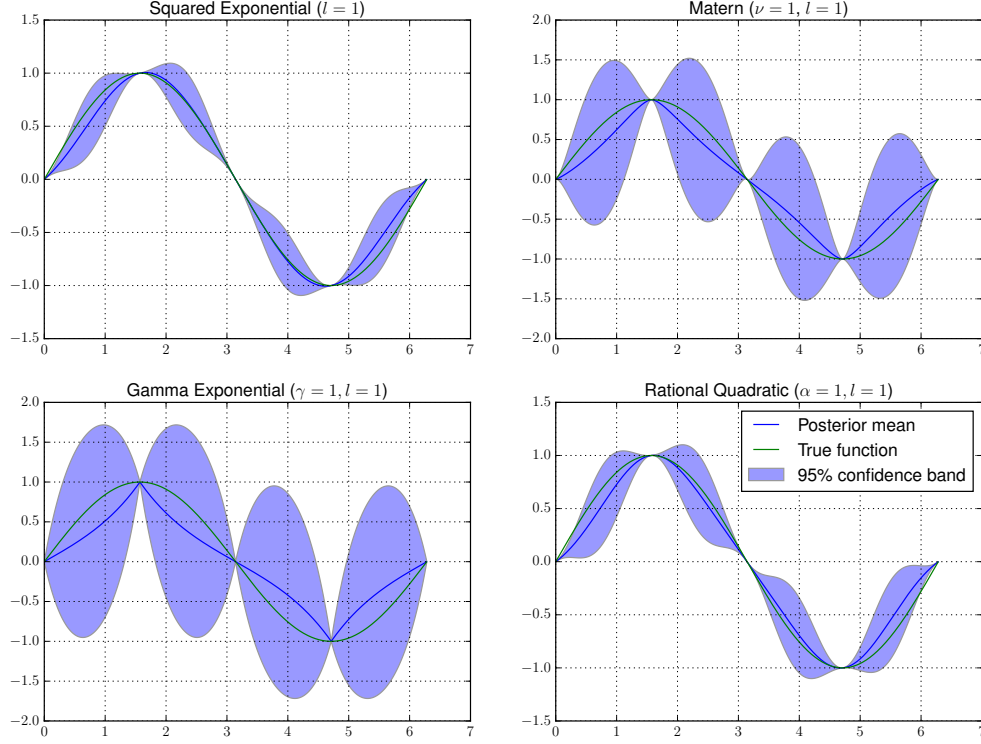 Squared Exponential (l = 1)
1.5
1.0
0.5
0.0
−0.5
−1.0
−1.5
0 1 2 3 4 5 6 7
Matern (ν = 1, l = 1)
2.0
1.5
1.0
0.5
0.0
−0.5
−1.0
−1.5
−2.0
0 1 2 3 4 5 6 7
Gamma Exponential (γ = 1, l = 1)
2.0
1.5
1.0
0.5
0.0
−0.5
−1.0
−1.5
−2.0
0 1 2 3 4 5 6 7
Rational Quadratic (α = 1, l = 1)
1.5
1.0
0.5
0.0
−0.5
−1.0
−1.5
0 1 2 3 4 5 6 7
Posterior mean
True function
95% confidence band